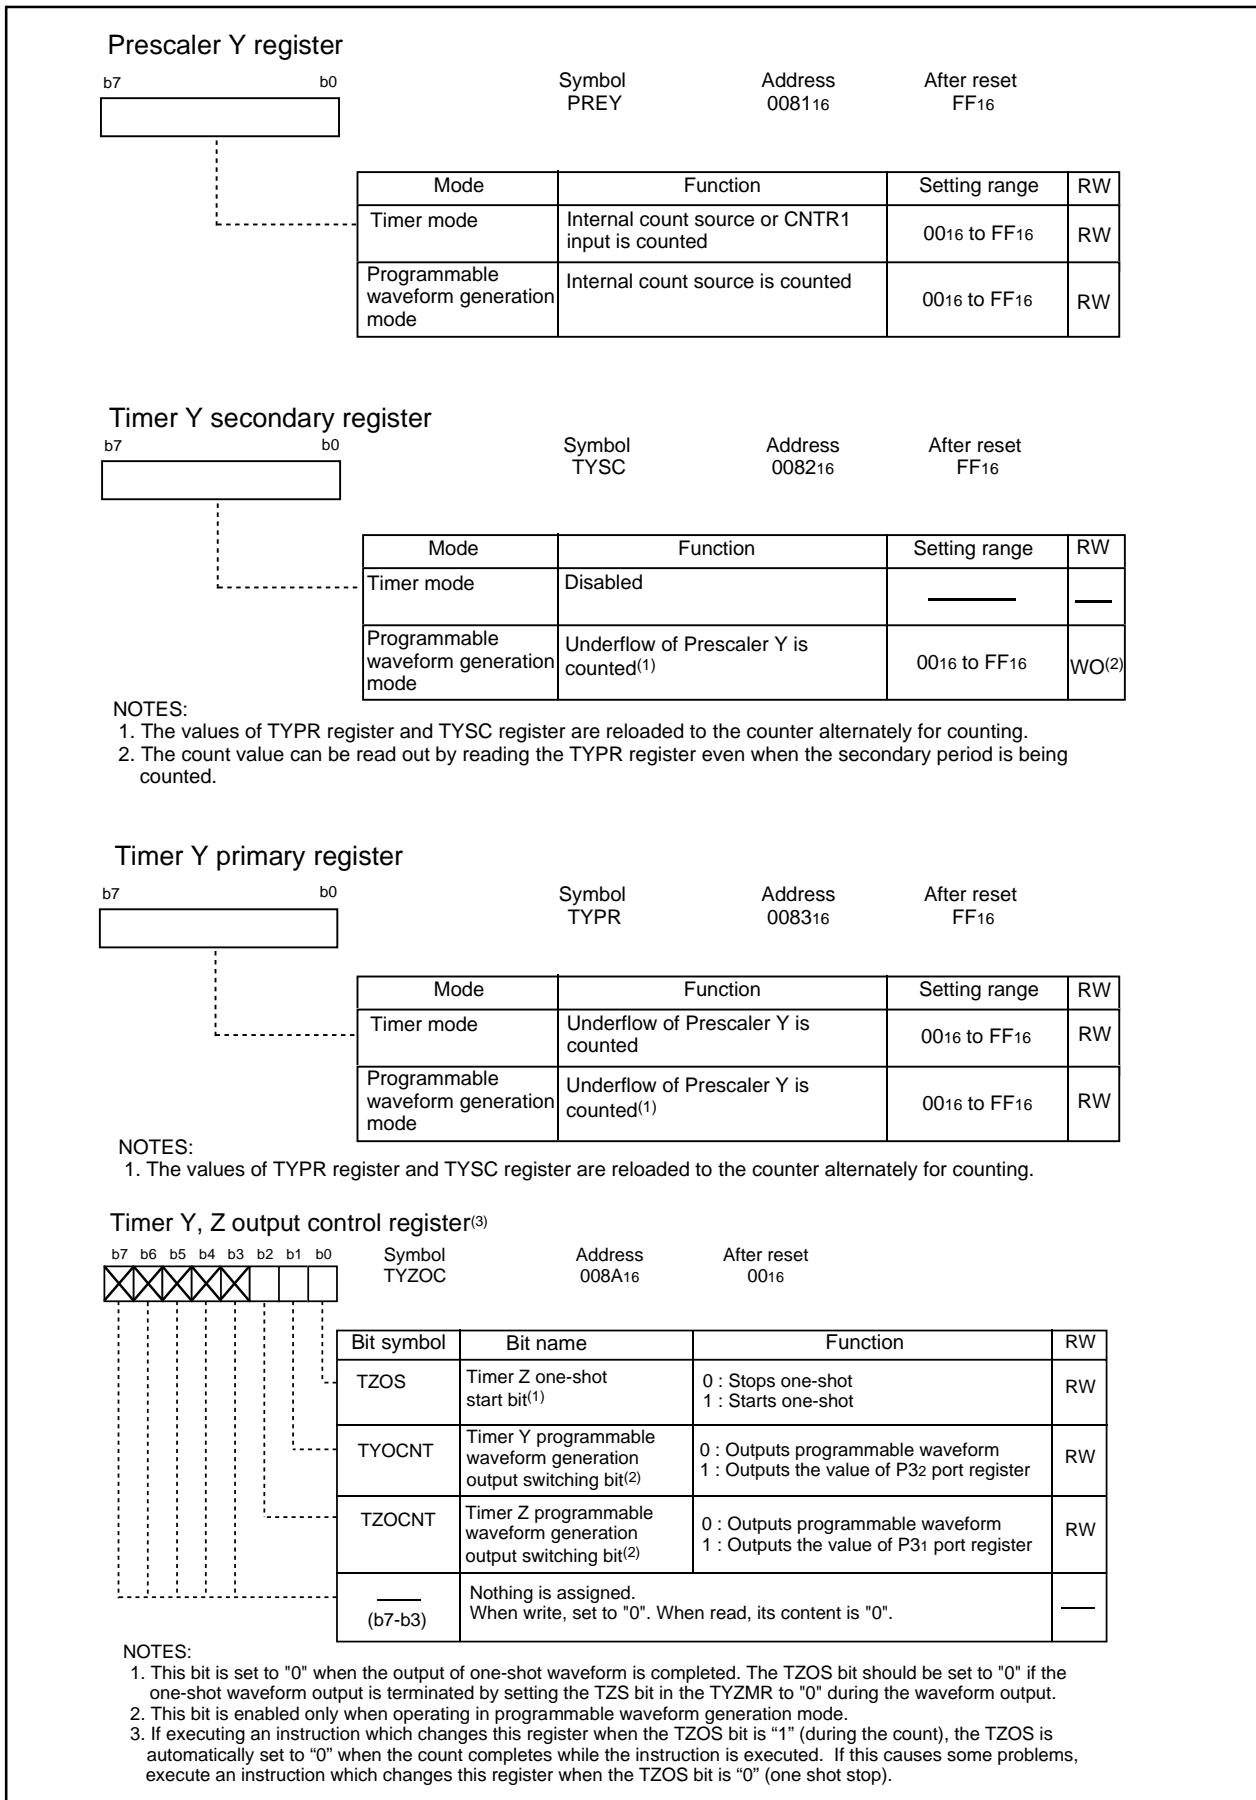 Prescaler Y register
b7 b0
Symbol Address After reset
PREY 008116 FF16
Mode Function Setting range RW
Timer mode Internal count source or CNTR1 input is counted 0016 to FF16 RW
Programmable waveform generation mode Internal count source is counted 0016 to FF16 RW
Timer Y secondary register
b7 b0
Symbol Address After reset
TYSC 008216 FF16
Mode Function Setting range RW
Timer mode Disabled
Programmable waveform generation mode Underflow of Prescaler Y is counted(1) 0016 to FF16 WO(2)
NOTES:
1. The values of TYPR register and TYSC register are reloaded to the counter alternately for counting.
2. The count value can be read out by reading the TYPR register even when the secondary period is being
counted.
Timer Y primary register
b7 b0
Symbol Address After reset
TYPR 008316 FF16
Mode Function Setting range RW
Timer mode Underflow of Prescaler Y is counted 0016 to FF16 RW
Programmable waveform generation mode Underflow of Prescaler Y is counted(1) 0016 to FF16 RW
NOTES:
1. The values of TYPR register and TYSC register are reloaded to the counter alternately for counting.
Timer Y, Z output control register(3)
b7 b6 b5 b4 b3 b2 b1 b0
Symbol Address After reset
TYZOC 008A16 0016
Bit symbol Bit name Function RW
TZOS Timer Z one-shot start bit(1) 0 : Stops one-shot 1 : Starts one-shot RW
TYOCNT Timer Y programmable waveform generation output switching bit(2) 0 : Outputs programmable waveform 1 : Outputs the value of P32 port register RW
TZOCNT Timer Z programmable waveform generation output switching bit(2) 0 : Outputs programmable waveform 1 : Outputs the value of P31 port register RW
(b7-b3) Nothing is assigned. When write, set to "0". When read, its content is "0".
NOTES:
1. This bit is set to "0" when the output of one-shot waveform is completed. The TZOS bit should be set to "0" if the
one-shot waveform output is terminated by setting the TZS bit in the TYZMR to "0" during the waveform output.
2. This bit is enabled only when operating in programmable waveform generation mode.
3. If executing an instruction which changes this register when the TZOS bit is “1” (during the count), the TZOS is
automatically set to “0” when the count completes while the instruction is executed. If this causes some problems,
execute an instruction which changes this register when the TZOS bit is “0” (one shot stop).